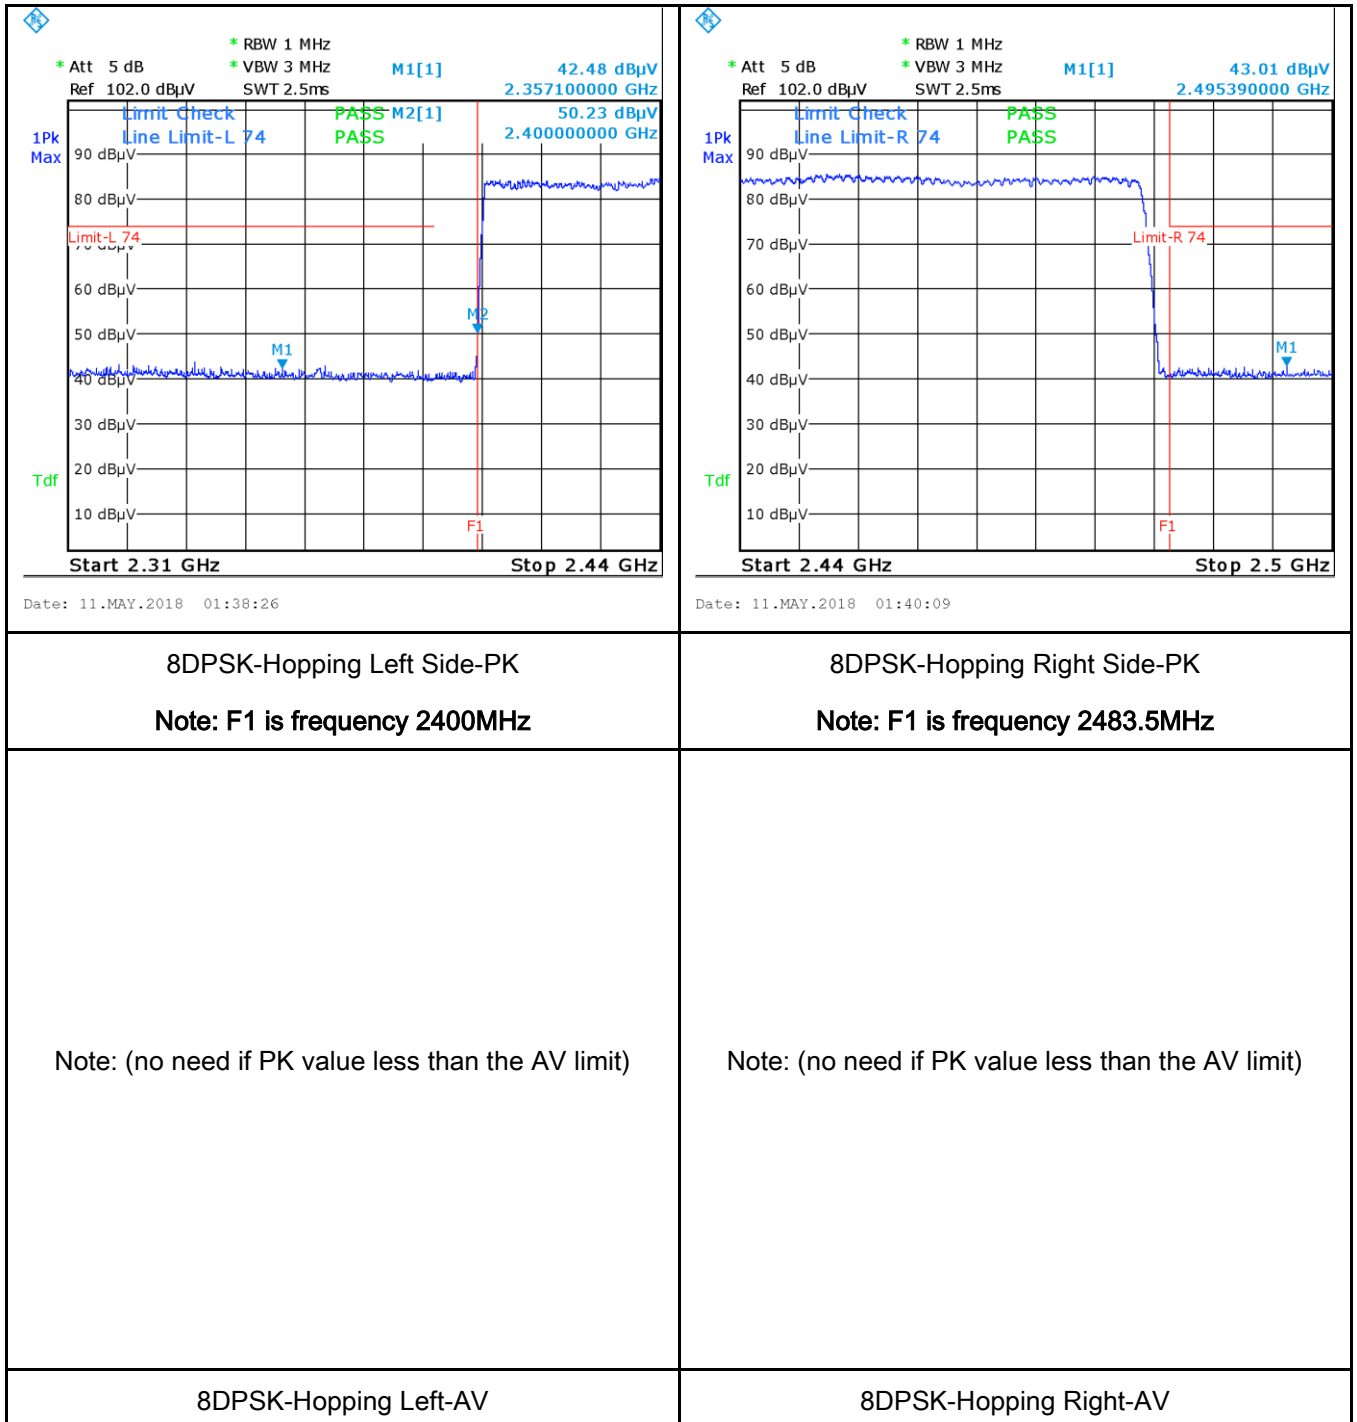 * RBW 1 MHz
* Att 5 dB * VBW 3 MHz M1[1] 42.48 dBµV
Ref 102.0 dBµV SWT 2.5ms 2.357100000 GHz
Limit Check PASS M2[1] 50.23 dBµV
1Pk Line Limit-L 74 PASS 2.400000000 GHz
Max 90 dBµV
80 dBµV
Limit-L 74
70 dBµV
60 dBµV
M2
50 dBµV
M1
40 dBµV
30 dBµV
Tdf 20 dBµV
10 dBµV
F1
Start 2.31 GHz Stop 2.44 GHz
Date: 11.MAY.2018 01:38:26
* RBW 1 MHz
* Att 5 dB * VBW 3 MHz M1[1] 43.01 dBµV
Ref 102.0 dBµV SWT 2.5ms 2.495390000 GHz
Limit Check PASS
1Pk Line Limit-R 74 PASS
Max 90 dBµV
80 dBµV
70 dBµV Limit-R 74
60 dBµV
50 dBµV
M1
40 dBµV
30 dBµV
Tdf 20 dBµV
10 dBµV
F1
Start 2.44 GHz Stop 2.5 GHz
Date: 11.MAY.2018 01:40:09
8DPSK-Hopping Left Side-PK
Note: F1 is frequency 2400MHz
8DPSK-Hopping Right Side-PK
Note: F1 is frequency 2483.5MHz
Note: (no need if PK value less than the AV limit)
Note: (no need if PK value less than the AV limit)
8DPSK-Hopping Left-AV
8DPSK-Hopping Right-AV